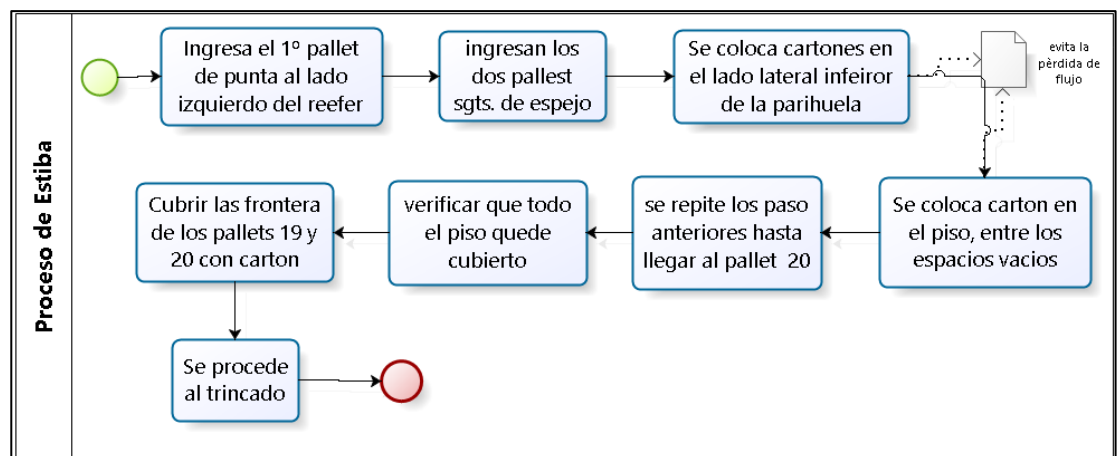 Proceso de Estiba
Ingresa el 1º pallet
de punta al lado
izquierdo del reefer
ingresan los
dos pallest
sgts. de espejo
Se coloca cartones en
el lado lateral infeiror
de la parihuela
evita la
pèrdida de
flujo
Se coloca carton en
el piso, entre los
espacios vacios
se repite los paso
anteriores hasta
llegar al pallet 20
verificar que todo
el piso quede
cubierto
Cubrir las frontera
de los pallets 19 y
20 con carton
Se procede
al trincado